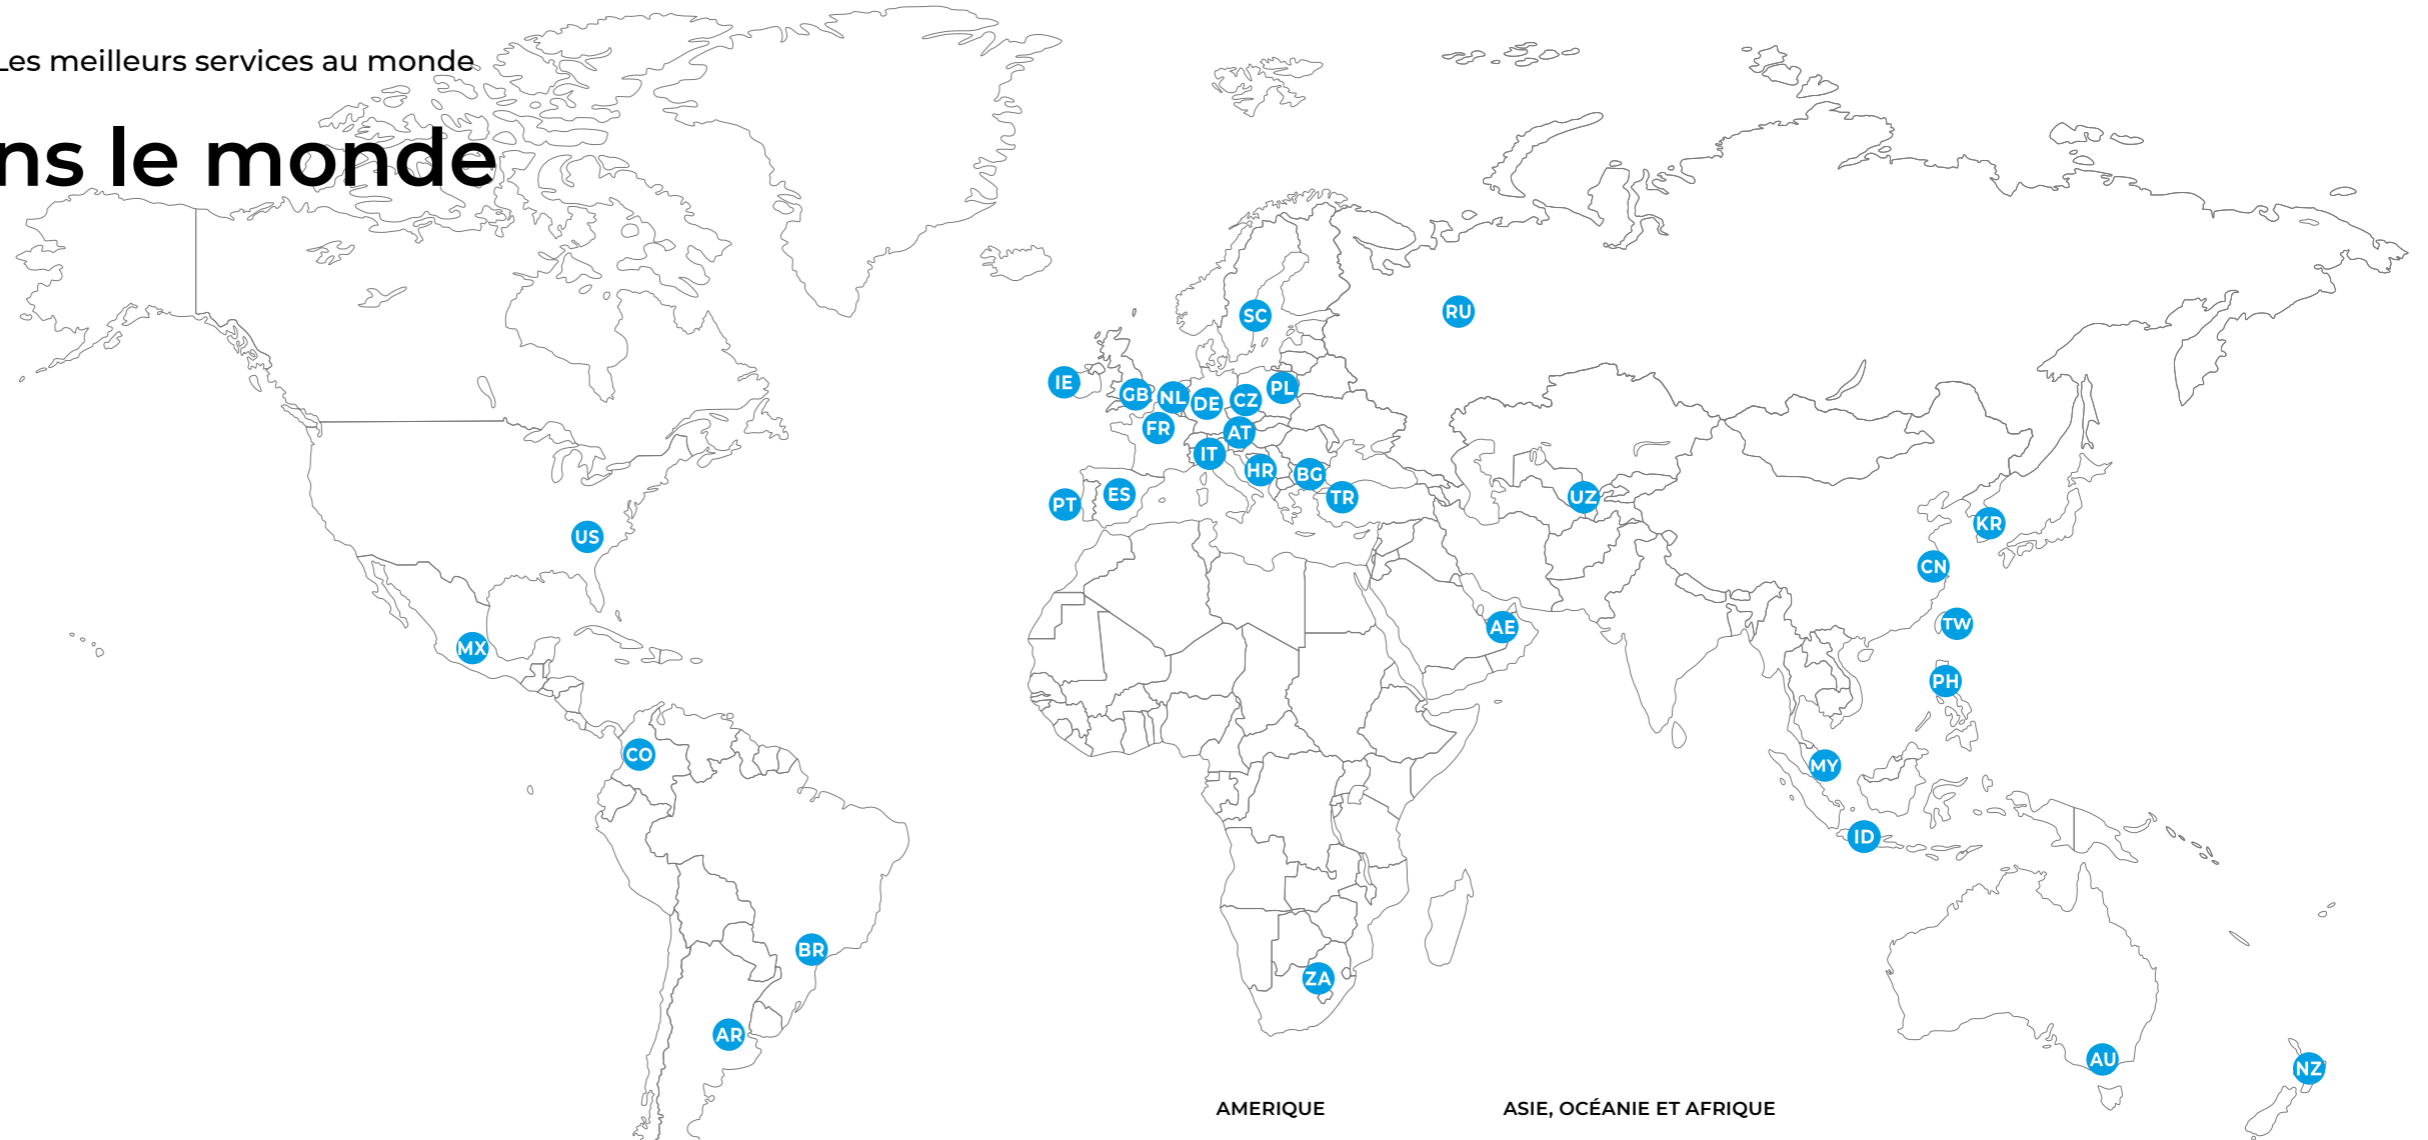 Les meilleurs services au monde
ns le monde
SC
RU
IE
GB
NL
DE
CZ
PL
FR
AT
IT
HR
BG
PT
ES
TR
UZ
KR
US
CN
AE
TW
MX
PH
CO
MY
ID
BR
ZA
AR
AU
NZ
AMERIQUE
ASIE, OCÉANIE ET AFRIQUE